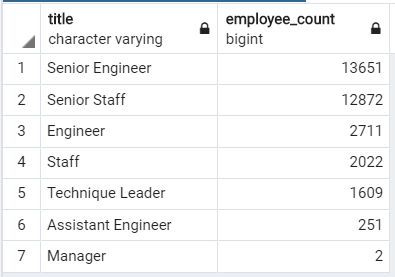 title employee_count
character varying bigint
1 Senior Engineer 13651
2 Senior Staff 12872
3 Engineer 2711
4 Staff 2022
5 Technique Leader 1609
6 Assistant Engineer 251
7 Manager 2